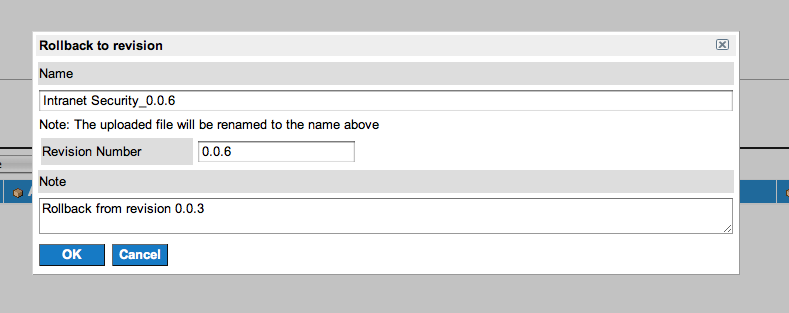 Rollback to revision
Name
Intranet Security_0.0.6
Note: The uploaded file will be renamed to the name above
Revision Number 0.0.6
Note
Rollback from revision 0.0.3
OK Cancel